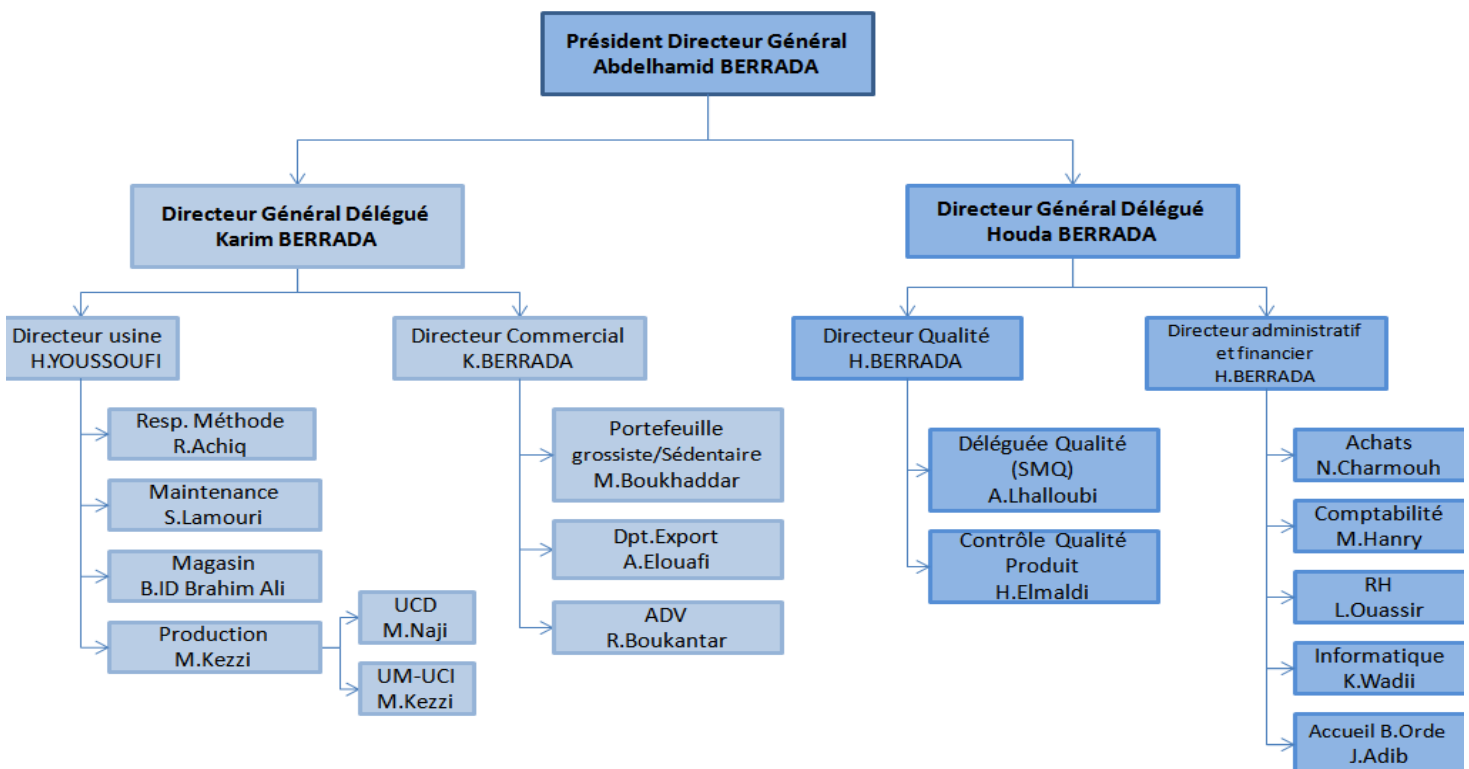 Président Directeur Général
Abdelhamid BERRADA
Directeur Général Délégué
Karim BERRADA
Directeur Général Délégué
Houda BERRADA
Directeur usine
H.YOUSSOUFI
Directeur Commercial
K.BERRADA
Directeur Qualité
H.BERRADA
Directeur administratif
et financier
H.BERRADA
Resp. Méthode
R.Achiq
Maintenance
S.Lamouri
Magasin
B.ID Brahim Ali
Production
M.Kezzi
UCD
M.Naji
UM-UCI
M.Kezzi
Portefeuille
grossiste/Sédentaire
M.Boukhaddar
Dpt.Export
A.Elouafi
ADV
R.Boukantar
Déléguée Qualité
(SMQ)
A.Lhalloubi
Contrôle Qualité
Produit
H.Elmaldi
Achats
N.Charmouh
Comptabilité
M.Hanry
RH
L.Ouassir
Informatique
K.Wadii
Accueil B.Orde
J.Adib